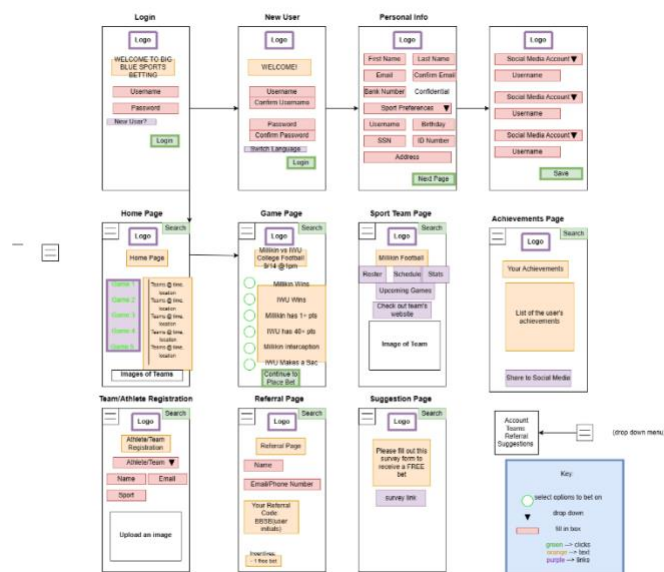 Login
Logo
WELCOME TO BIG
BLUE SPORTS
BETTING
Username
Password
New User?
Login
New User
Logo
WELCOME!
Username
Confirm Username
Password
Confirm Password
Switch Language
Login
Personal Info
Logo
First Name
Last Name
Email
Confirm Email
Bank Number
Confidential
Sport Preferences
Username
Birthday
SSN
ID Number
Address
Next Page
Logo
Social Media Account
Username
Social Media Account
Username
Social Media Account
Username
Save
Home Page
Search
Logo
Home Page
Game 1
Game 2
Game 3
Game 4
Game 5
Teams @ time,
location
Teams @ time,
location
Teams @ time,
location
Teams @ time,
location
Teams @ time,
location
Images of Teams
Game Page
Search
Logo
Millikin vs IWU
College Football
9/14 @ 1pm
Millikin Wins
IWU Wins
Millikin has 1+ pts
IWU has 40+ pts
Millikin Interception
IWU Makes a Sac
Continue to
Place Bet
Sport Team Page
Search
Logo
Millikin Football
Roster
Schedule
Stats
Upcoming Games
Check out team's
website
Image of Team
Achievements Page
Search
Logo
Your Achievements
List of the user's
achievements
Share to Social Media
Team/Athlete Registration
Search
Logo
Athlete/Team
Registration
Athlete/Team
Name
Email
Sport
Upload an image
Referral Page
Search
Logo
Referral Page
Name
Email/Phone Number
Your Referral
Code
initials)
- 1 free bet
Suggestion Page
Search
Logo
Please fill out this
survey form to
receive a FREE
bet
survey link
Account
Teams
Referral
Suggestions
(drop down menu
Key
select options to bet on
drop down
fill in box
green --> clicks
orange --> text
purple --> links